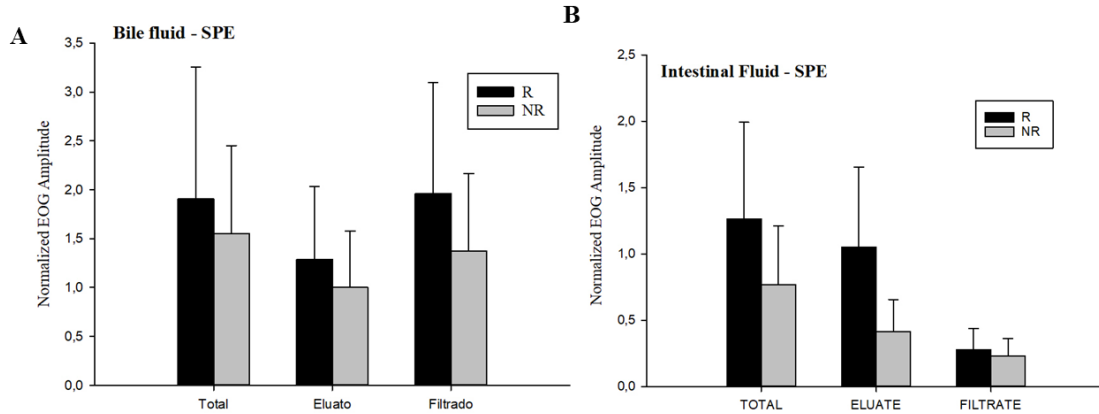 A
Bile fluid - SPE
3,5
3,0
2,5
2,0
1,5
1,0
0,5
0,0
Normalized EOG Amplitude
R
NR
Total
Eluato
Filtrado
B
Intestinal Fluid - SPE
2,5
2,0
1,5
1,0
0,5
0,0
Normalized EOG Amplitude
R
NR
TOTAL
ELUATE
FILTRATE